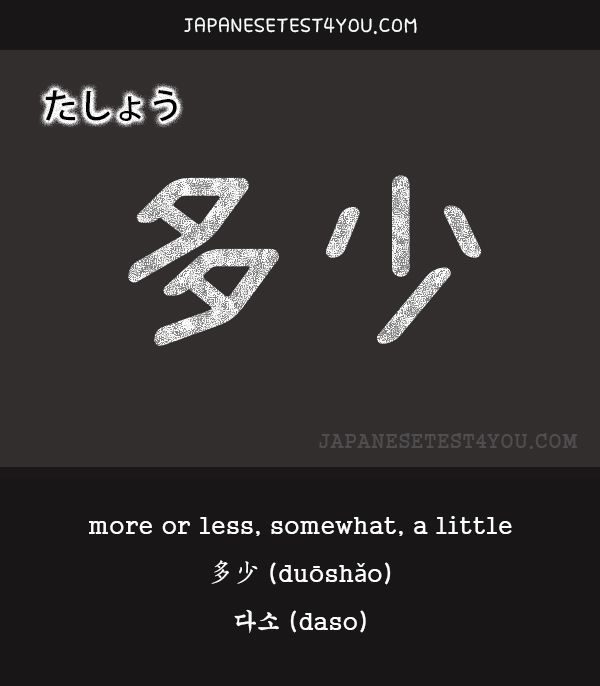 JAPANESETEST4YOU.COM
たしょう
多少
JAPANESETEST4YOU.COM
more or less, somewhat, a little
多少 (duōshǎo)
다소 (daso)